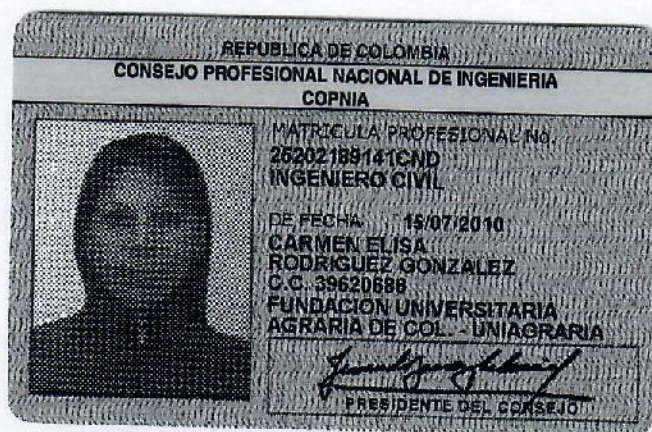 REPUBLICA DE COLOMBIA
CONSEJO PROFESIONAL NACIONAL DE INGENIERIA
COPNIA
MATRICULA PROFESIONAL No.
25202189141CND
INGENIERO CIVIL
DE FECHA 15/07/2010
CARMEN ELISA
RODRIGUEZ GONZALEZ
C.C. 39620688
FUNDACION UNIVERSITARIA
AGRARIA DE COL. - UNIAGRARIA
PRESIDENTE DEL CONSEJO